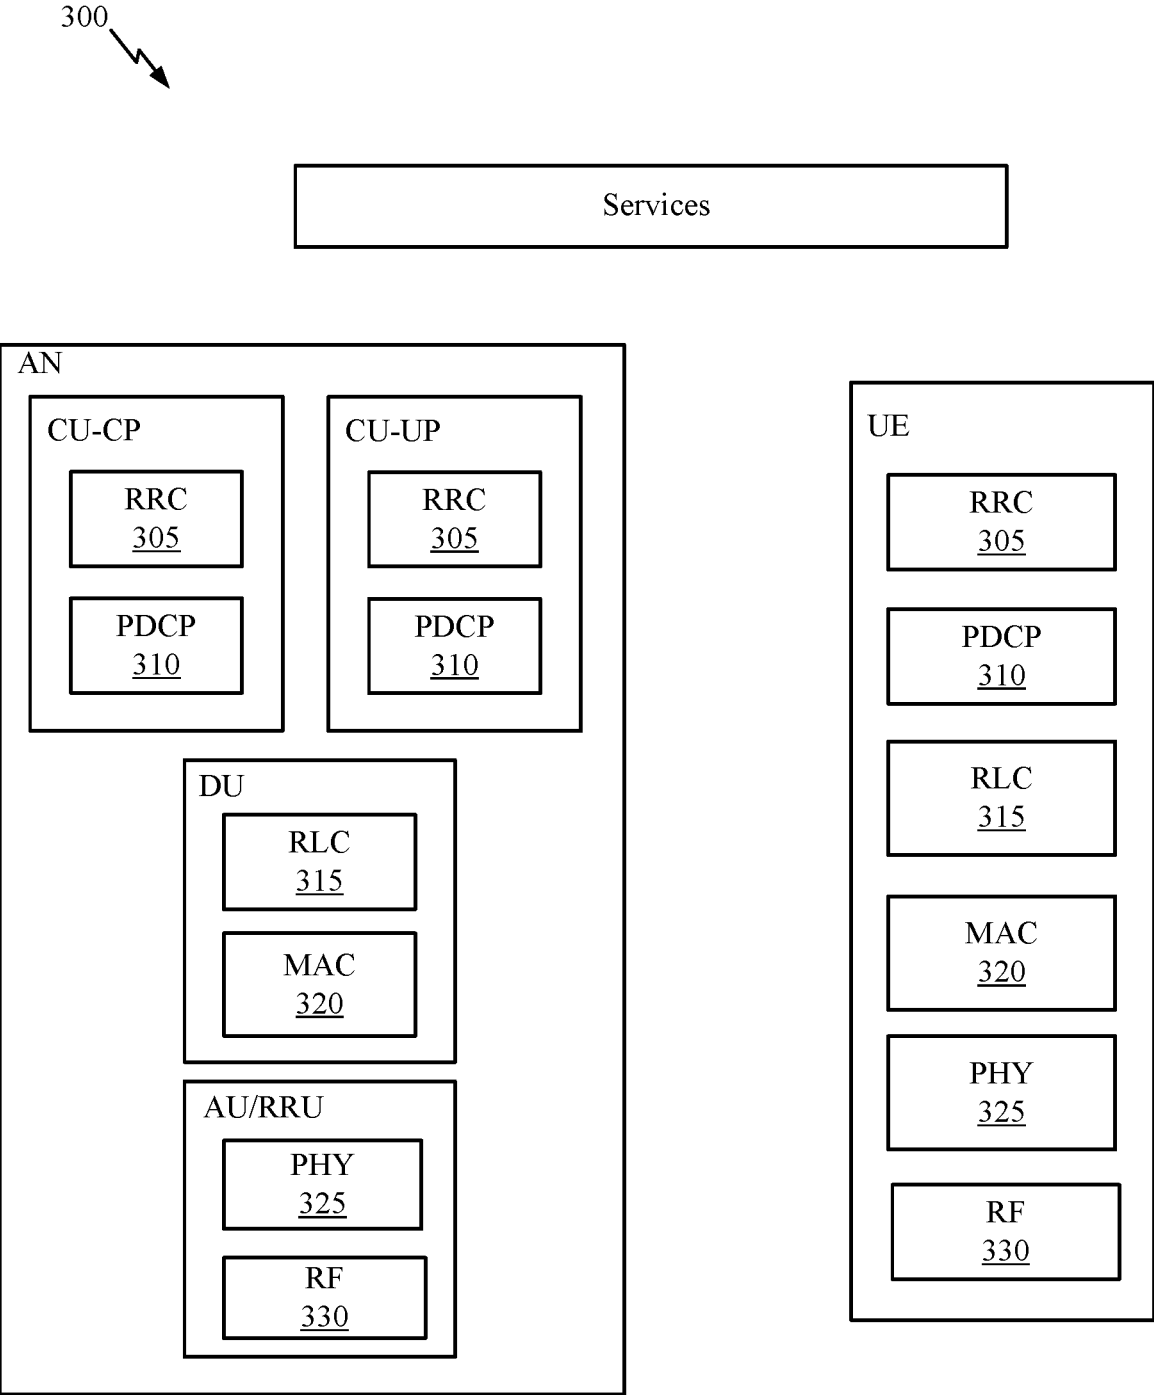 300
Services
AN
CU-CP
RRC
305
PDCP
310
CU-UP
RRC
305
PDCP
310
DU
RLC
315
MAC
320
AU/RRU
PHY
325
RF
330
UE
RRC
305
PDCP
310
RLC
315
MAC
320
PHY
325
RF
330